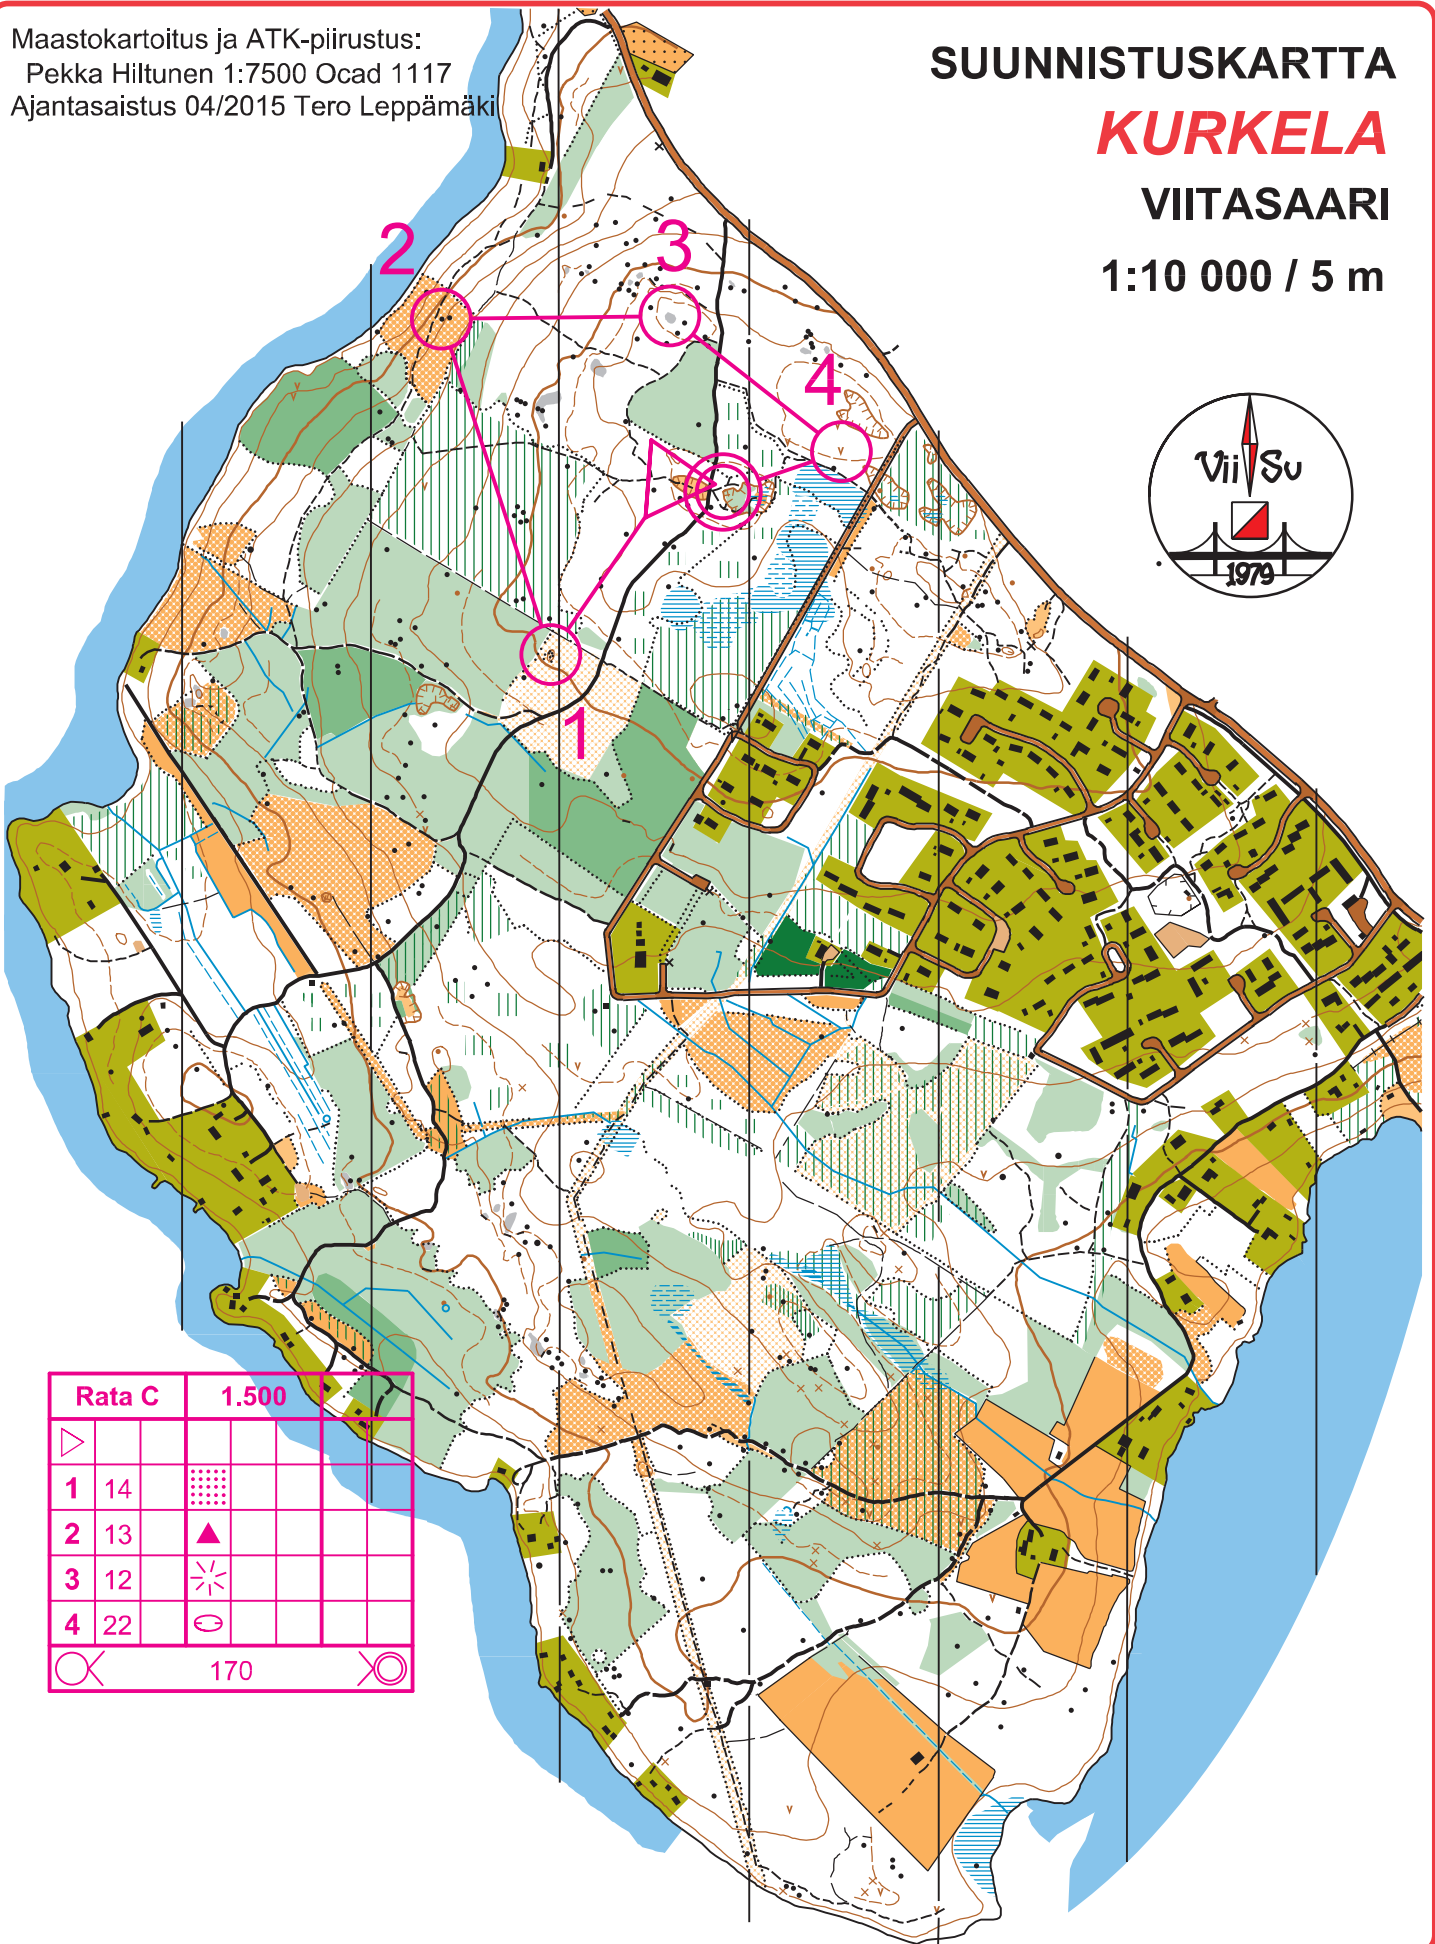 Maastokartoitus ja ATK-piirustus:
Pekka Hiltunen 1:7500 Ocad 1117
Ajantasaistus 04/2015 Tero Leppämäki
SUUNNISTUSKARTTA
KURKELA
VIITASAARI
1:10 000 / 5 m
Vii Su
1979
2
3
4
1
Rata C 1.500
1 14
2 13
3 12
4 22
170